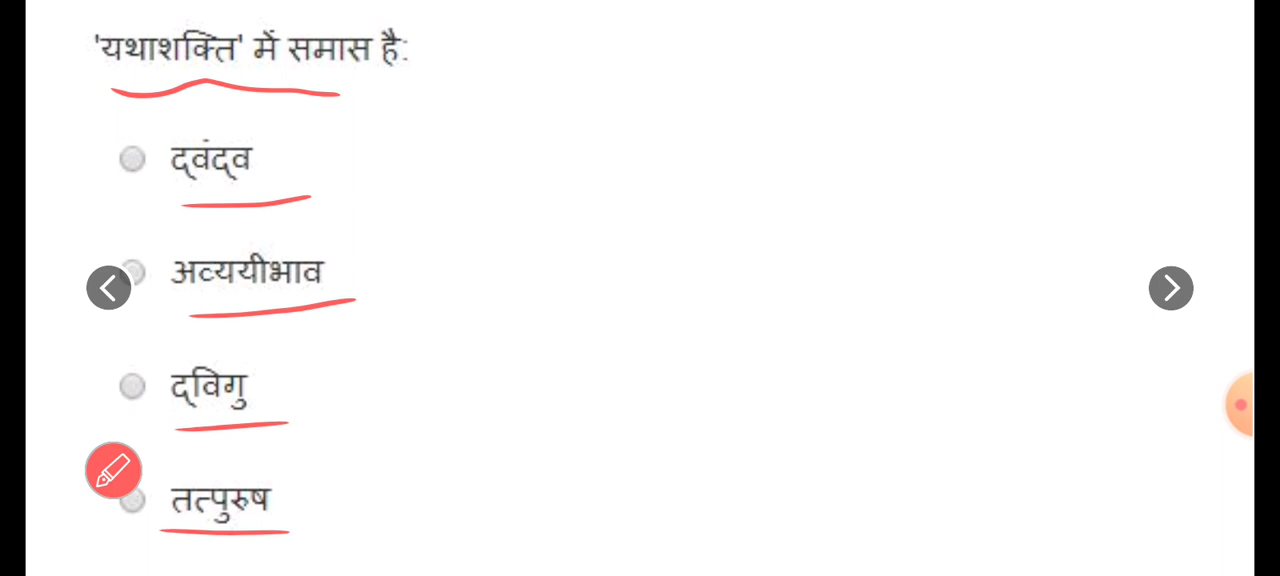 'यथाशक्ति' में समास है:
द्वंद्व
अव्ययीभाव
द्विगु
तत्पुरुष